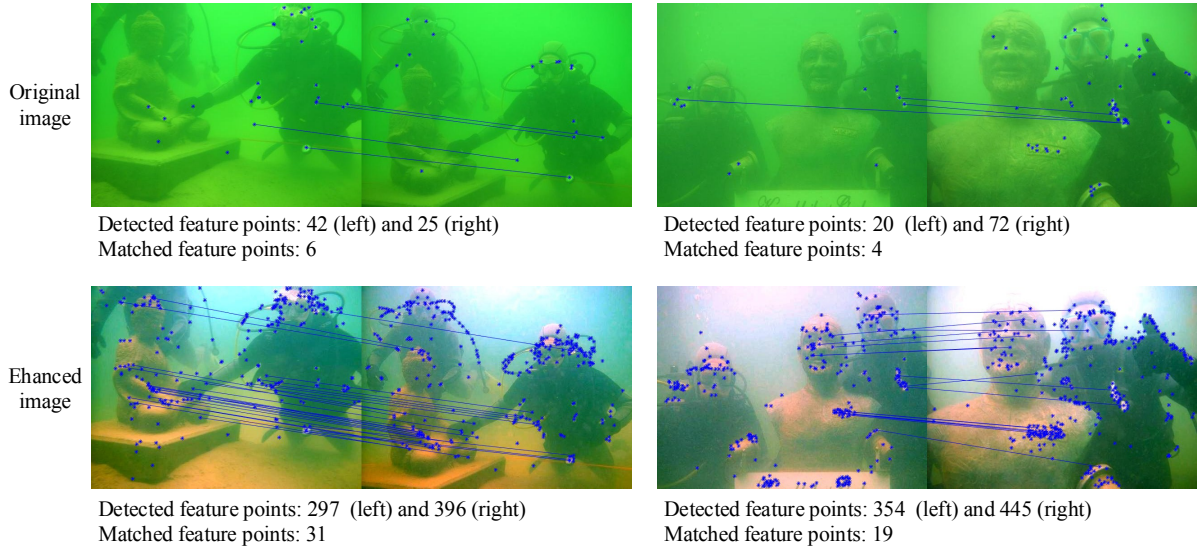 Original
image
Detected feature points: 42 (left) and 25 (right)
Matched feature points: 6
Detected feature points: 20  (left) and 72 (right)
Matched feature points: 4
Ehanced
image
Detected feature points: 297  (left) and 396 (right)
Matched feature points: 31
Detected feature points: 354  (left) and 445 (right)
Matched feature points: 19